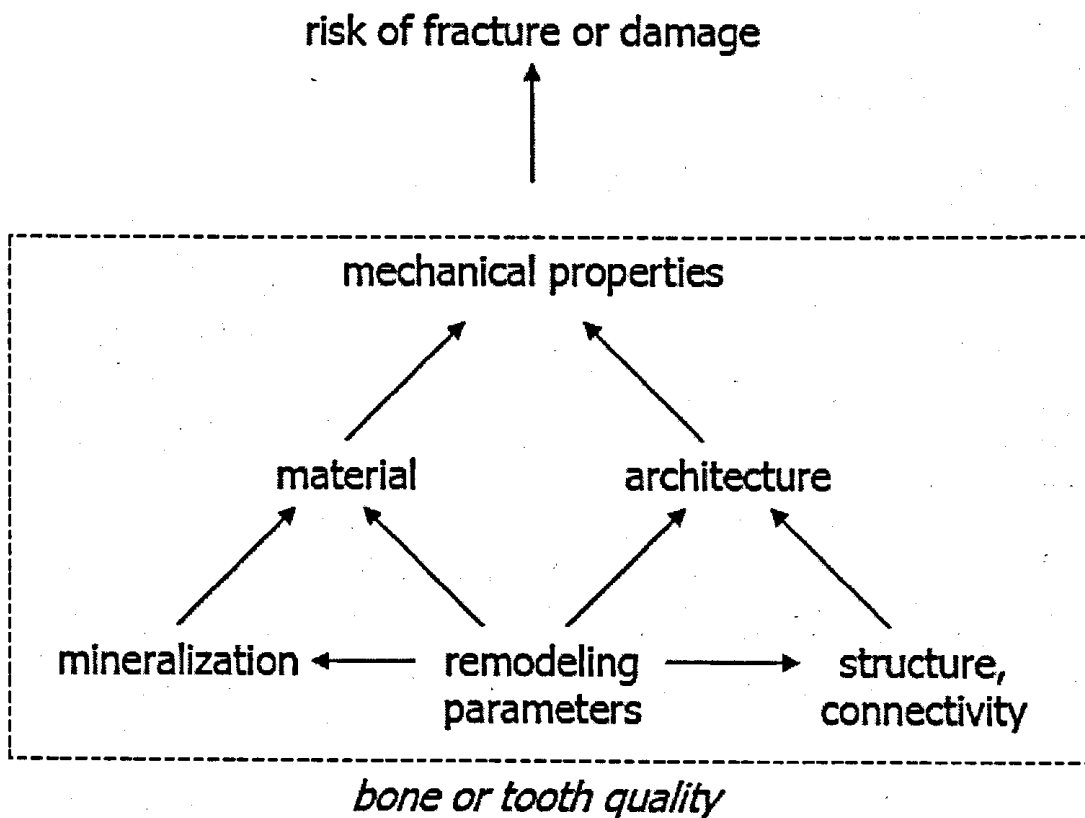 risk of fracture or damage
mechanical properties
material
architecture
mineralization
remodeling
parameters
structure,
connectivity
bone or tooth quality